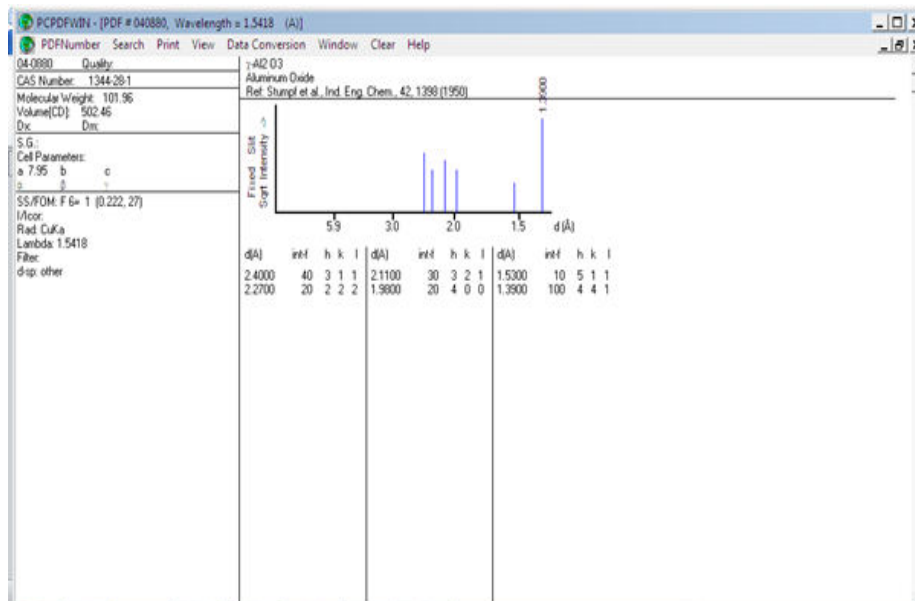 PCPDFWIN - [PDF # 040880, Wavelength = 1.5418 (A)]
PDFNumber Search Print View Data Conversion Window Clear Help
04-0880 Quality:
CAS Number: 1344-28-1
Molecular Weight: 101.96
Volume[CD]: 502.46
Dx: Dm:
S.G.:
Cell Parameters:
a 7.95 b c
SS/FOM: F 6= 1 (0.222, 27)
I/Icor:
Rad: CuKa
Lambda: 1.5418
Filter:
d-sp: other
γ-Al2 O3
Aluminum Oxide
Ref: Stumpf et al., Ind. Eng. Chem., 42, 1398 (1950)
1.3900
Fixed Slit
Sqrt Intensity ->
5.9 3.0 2.0 1.5 d (Å)
d(A) int-f h k l d(A) int-f h k l d(A) int-f h k l
2.4000 40 3 1 1 2.1100 30 3 2 1 1.5300 10 5 1 1
2.2700 20 2 2 2 1.9800 20 4 0 0 1.3900 100 4 4 1